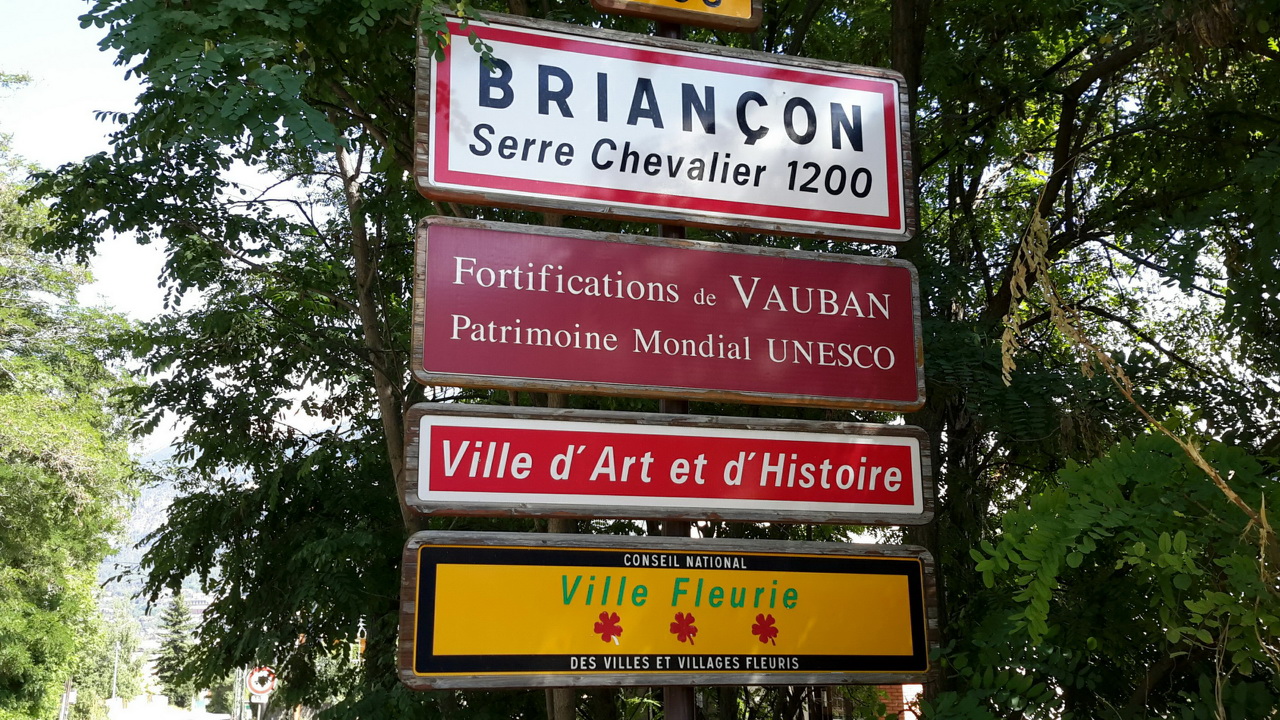 BRIANÇON
Serre Chevalier 1200
Fortifications de VAUBAN
Patrimoine Mondial UNESCO
Ville d'Art et d'Histoire
CONSEIL NATIONAL
Ville Fleurie
DES VILLES ET VILLAGES FLEURIS